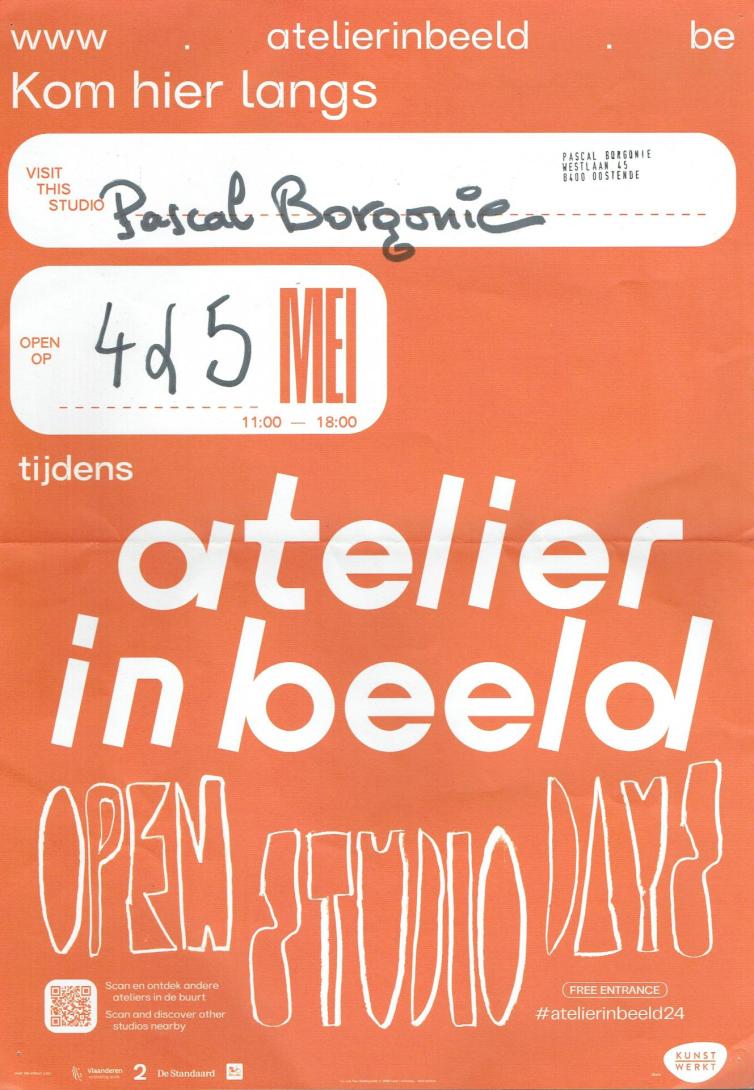 www . atelierinbeeld . be
Kom hier langs
VISIT
THIS
STUDIO
Pascal Borgonie
PASCAL BORGONIE
WESTLAAN 45
8400 OOSTENDE
OPEN
OP
4 & 5 MEI
11:00 — 18:00
tijdens
atelier
in beeld
OPEN
STUDIO
DAYS
Scan en ontdek andere
ateliers in de buurt
Scan and discover other
studios nearby
FREE ENTRANCE
#atelierinbeeld24
Vlaanderen
2
De Standaard
KUNST
WERKT